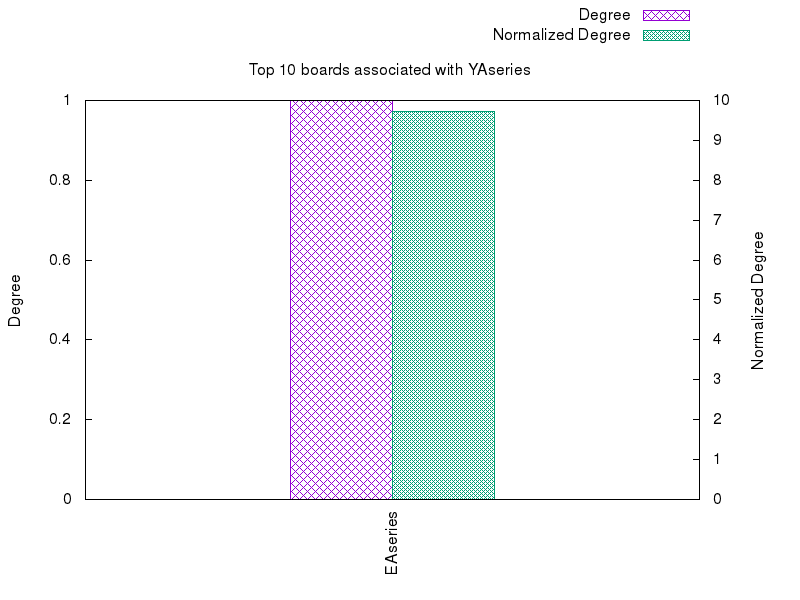 Degree
Normalized Degree
Top 10 boards associated with YAseries
1
0.8
0.6
0.4
0.2
0
10
9
8
7
6
5
4
3
2
1
0
Degree
Normalized Degree
EAseries